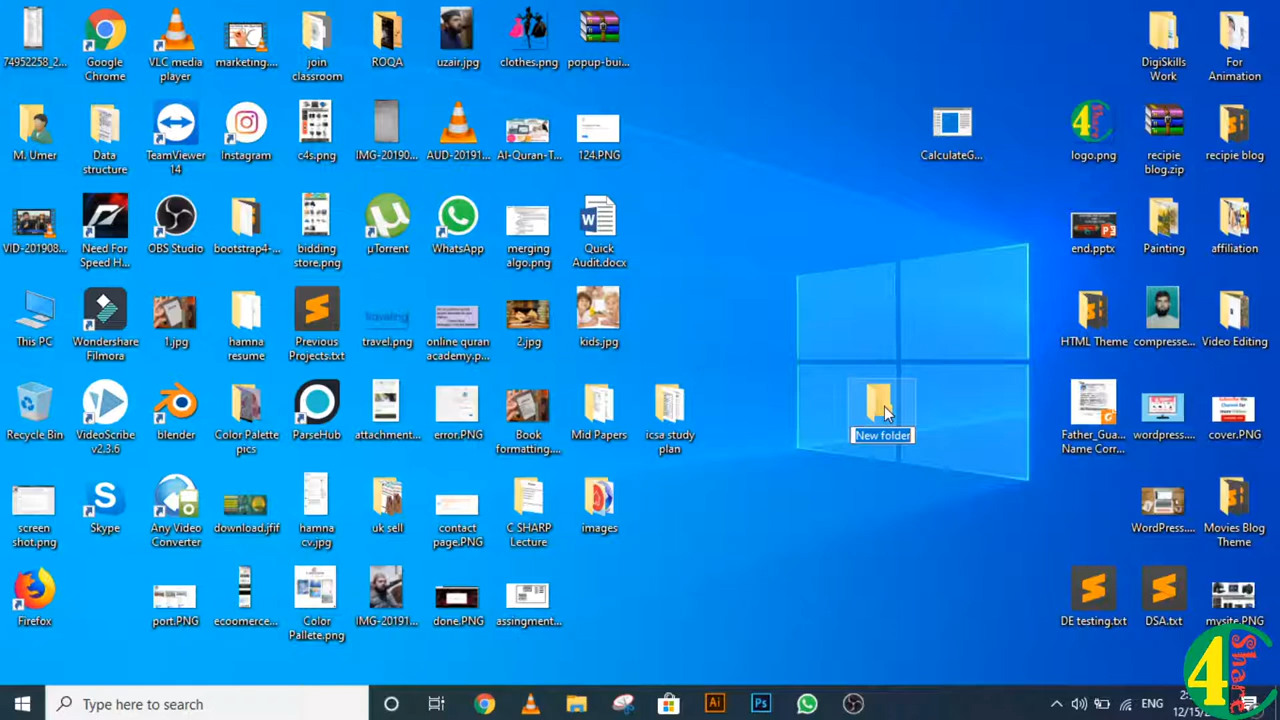 74952258_2...
Google
Chrome
VLC media
player
marketing....
join
classroom
ROQA
uzair.jpg
clothes.png
popup-bui...
DigiSkills
Work
For
Animation
M. Umer
Data
structure
TeamViewer
14
Instagram
c4s.png
IMG-20190...
AUD-20191...
Al-Quran-T...
124.PNG
CalculateG...
logo.png
recipie
blog.zip
recipie blog
VID-201908...
Need For
Speed H...
OBS Studio
bootstrap4-...
bidding
store.png
µTorrent
WhatsApp
merging
algo.png
Quick
Audit.docx
end.pptx
Painting
affiliation
This PC
Wondershare
Filmora
1.jpg
hamna
resume
Previous
Projects.txt
traveling
travel.png
online quran
academy.p...
2.jpg
kids.jpg
HTML Theme
compresse...
Video Editing
Recycle Bin
VideoScribe
v2.3.6
blender
Color Palette
pics
ParseHub
attachment...
error.PNG
Book
formatting....
Mid Papers
icsa study
plan
New folder
Father_Gua...
Name Corr...
wordpress....
cover.PNG
screen
shot.png
Skype
Any Video
Converter
download.jfif
hamna
cv.jpg
uk sell
contact
page.PNG
C SHARP
Lecture
images
WordPress....
Movies Blog
Theme
Firefox
port.PNG
ecoomerce...
Color
Pallete.png
IMG-20191...
done.PNG
assingment...
DE testing.txt
DSA.txt
mysite.PNG
4
Share
Type here to search
Ai
Ps
ENG
12/15/2